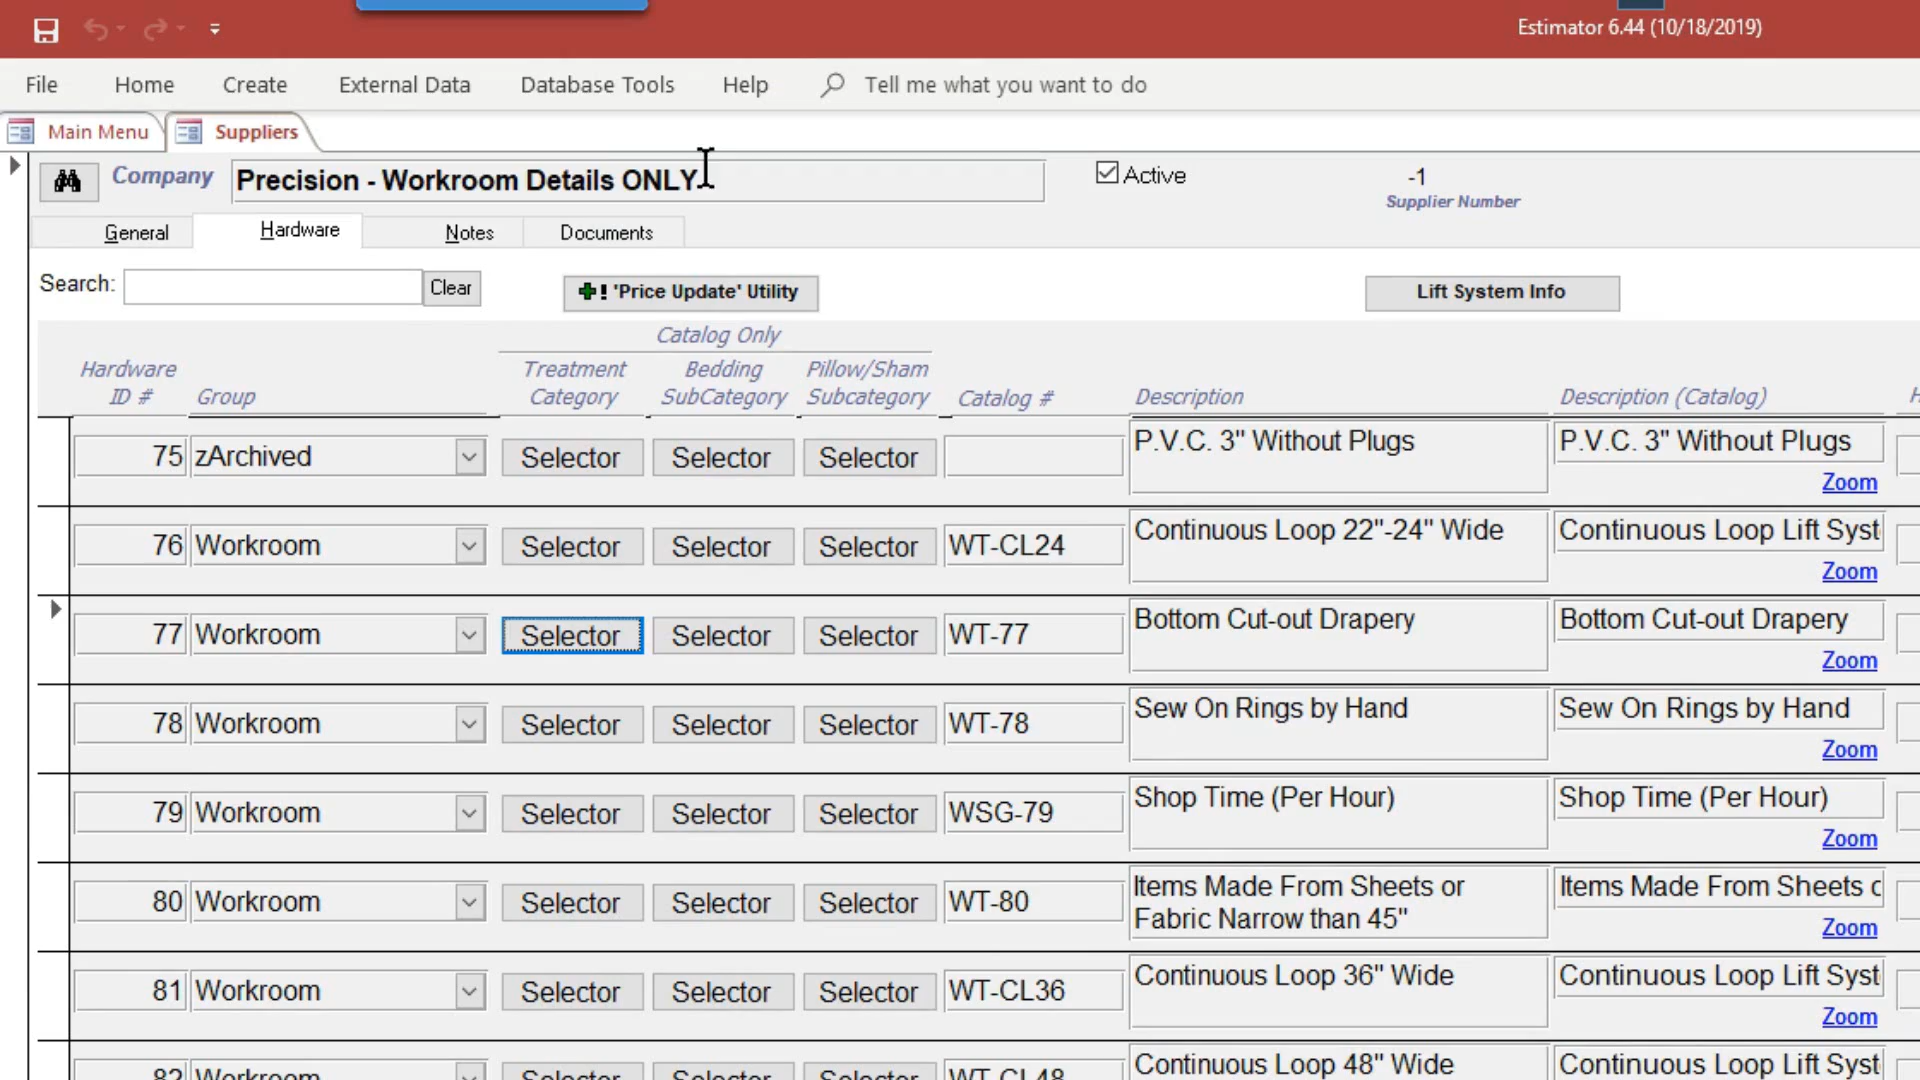 Estimator 6.44 (10/18/2019)
File Home Create External Data Database Tools Help Tell me what you want to do
Main Menu Suppliers
Company Precision - Workroom Details ONLY Active -1
Supplier Number
General Hardware Notes Documents
Search: Clear ! 'Price Update' Utility Lift System Info
Catalog Only
Hardware Treatment Bedding Pillow/Sham
ID # Group Category SubCategory Subcategory Catalog # Description Description (Catalog)
75 zArchived Selector Selector Selector P.V.C. 3" Without Plugs P.V.C. 3" Without Plugs
Zoom
76 Workroom Selector Selector Selector WT-CL24 Continuous Loop 22"-24" Wide Continuous Loop Lift Syst
Zoom
77 Workroom Selector Selector Selector WT-77 Bottom Cut-out Drapery Bottom Cut-out Drapery
Zoom
78 Workroom Selector Selector Selector WT-78 Sew On Rings by Hand Sew On Rings by Hand
Zoom
79 Workroom Selector Selector Selector WSG-79 Shop Time (Per Hour) Shop Time (Per Hour)
Zoom
80 Workroom Selector Selector Selector WT-80 Items Made From Sheets or Items Made From Sheets
Fabric Narrow than 45"
Zoom
81 Workroom Selector Selector Selector WT-CL36 Continuous Loop 36" Wide Continuous Loop Lift Syst
Zoom
82 Workroom Selector Selector Selector WT-CL48 Continuous Loop 48" Wide Continuous Loop Lift Syst